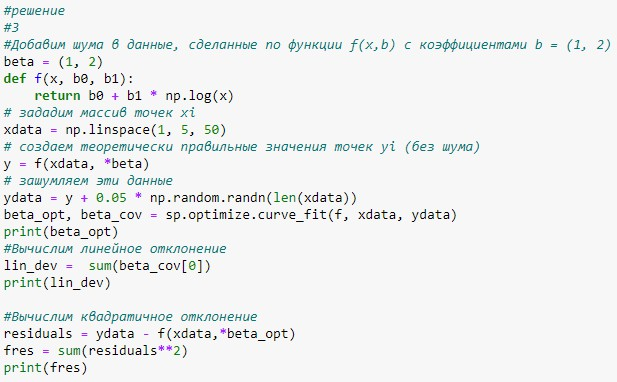 #решение
#3
#Добавим шума в данные, сделанные по функции f(x,b) с коэффициентами b = (1, 2)
beta = (1, 2)
def f(x, b0, b1):
    return b0 + b1 * np.log(x)
# зададим массив точек xi
xdata = np.linspace(1, 5, 50)
# создаем теоретически правильные значения точек yi (без шума)
y = f(xdata, *beta)
# зашумляем эти данные
ydata = y + 0.05 * np.random.randn(len(xdata))
beta_opt, beta_cov = sp.optimize.curve_fit(f, xdata, ydata)
print(beta_opt)
#Вычислим линейное отклонение
lin_dev =  sum(beta_cov[0])
print(lin_dev)

#Вычислим квадратичное отклонение
residuals = ydata - f(xdata,*beta_opt)
fres = sum(residuals**2)
print(fres)